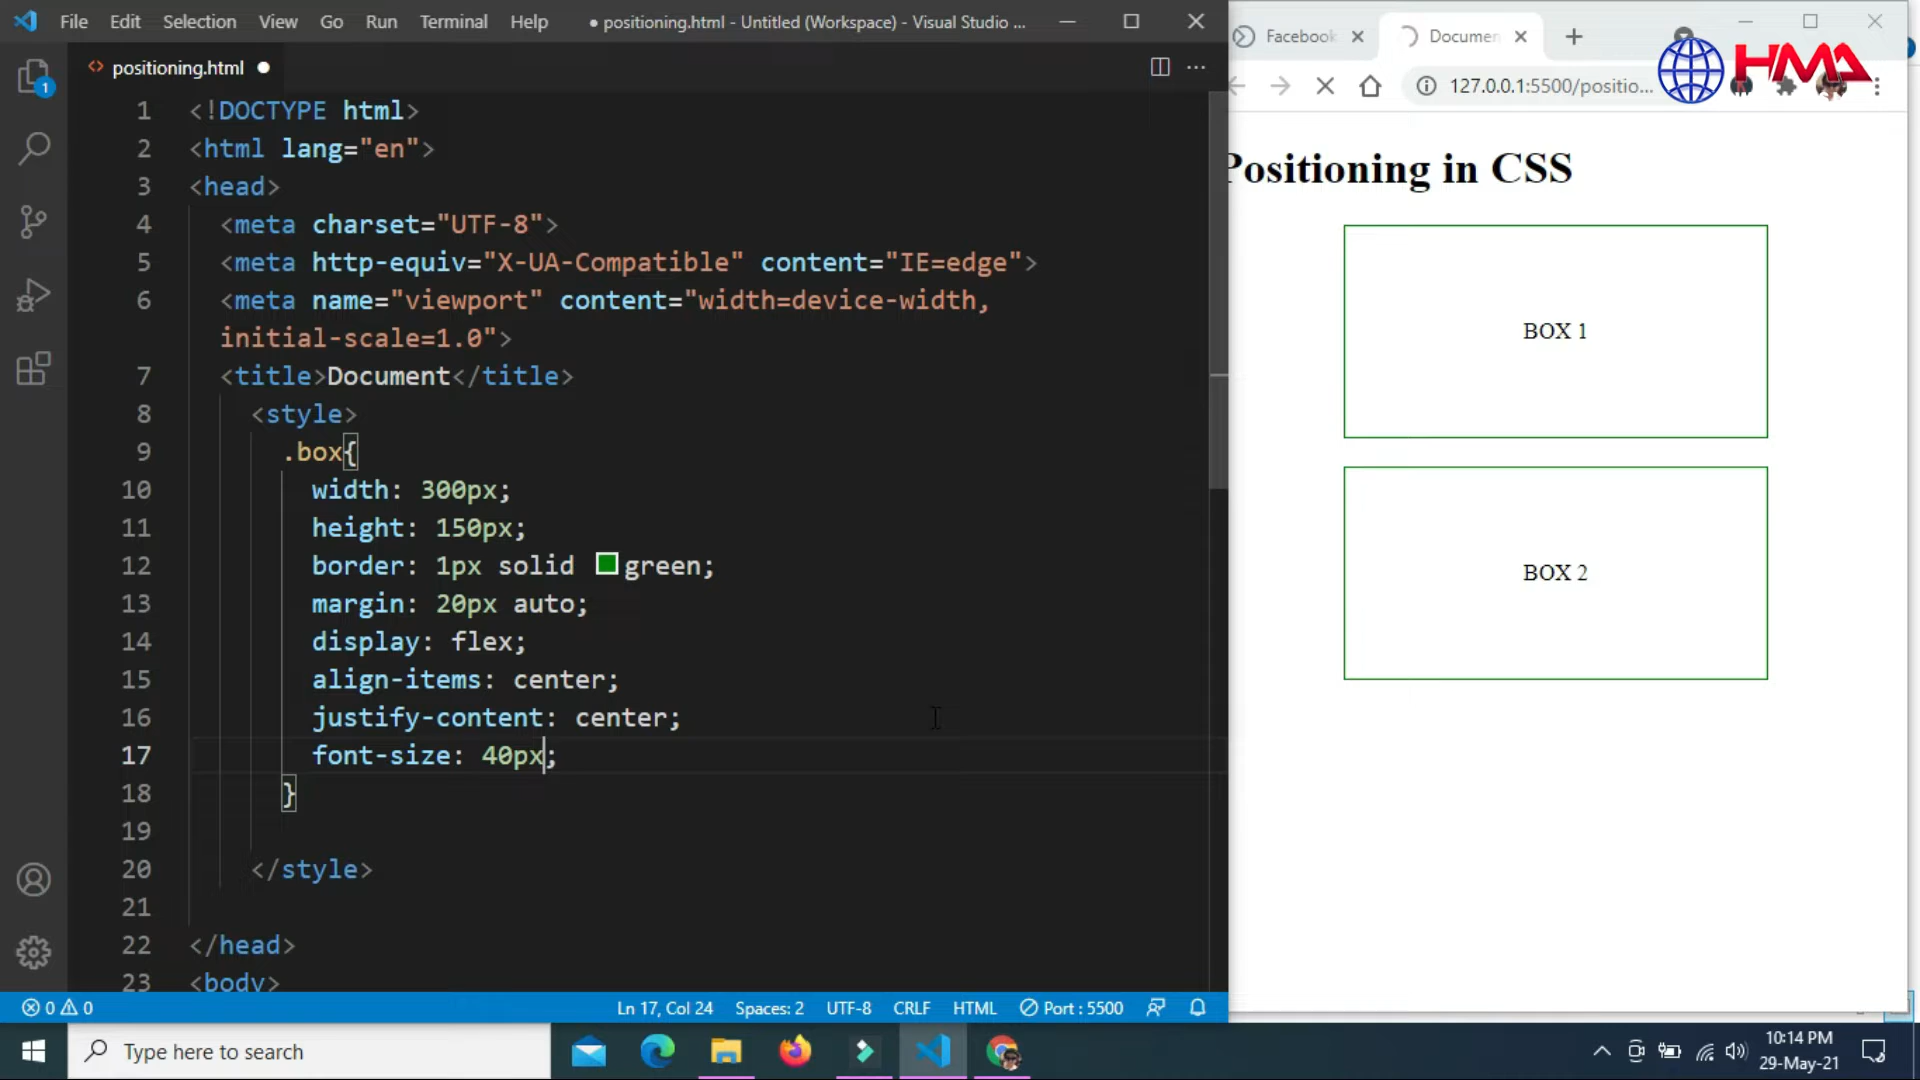 File Edit Selection View Go Run Terminal Help ● positioning.html - Untitled (Workspace) - Visual Studio ...
positioning.html ●
1 <!DOCTYPE html>
2 <html lang="en">
3 <head>
4 <meta charset="UTF-8">
5 <meta http-equiv="X-UA-Compatible" content="IE=edge">
6 <meta name="viewport" content="width=device-width,
initial-scale=1.0">
7 <title>Document</title>
8 <style>
9 .box{
10 width: 300px;
11 height: 150px;
12 border: 1px solid green;
13 margin: 20px auto;
14 display: flex;
15 align-items: center;
16 justify-content: center;
17 font-size: 40px;
18 }
19
20 </style>
21
22 </head>
23 <body>
1
0 0 Ln 17, Col 24 Spaces: 2 UTF-8 CRLF HTML Port : 5500
Facebook Documen
127.0.0.1:5500/positio...
HMA
Positioning in CSS
BOX 1
BOX 2
Type here to search
10:14 PM
29-May-21